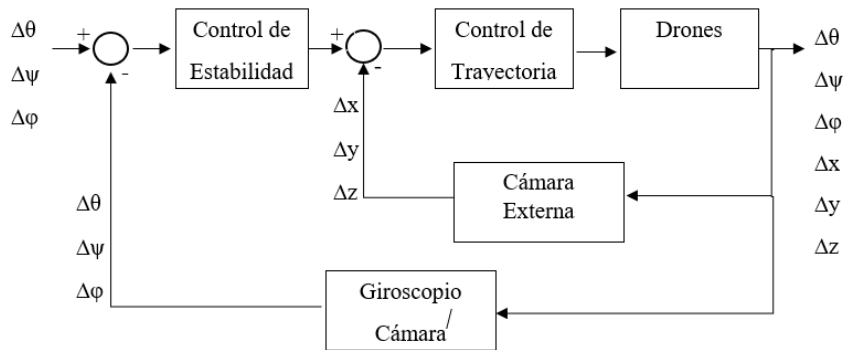 Δθ
Δψ
Δφ
+
-
Control de
Estabilidad
+
-
Control de
Trayectoria
Drones
Δθ
Δψ
Δφ
Δx
Δy
Δz
Δx
Δy
Δz
Cámara
Externa
Δθ
Δψ
Δφ
Giroscopio
/
Cámara